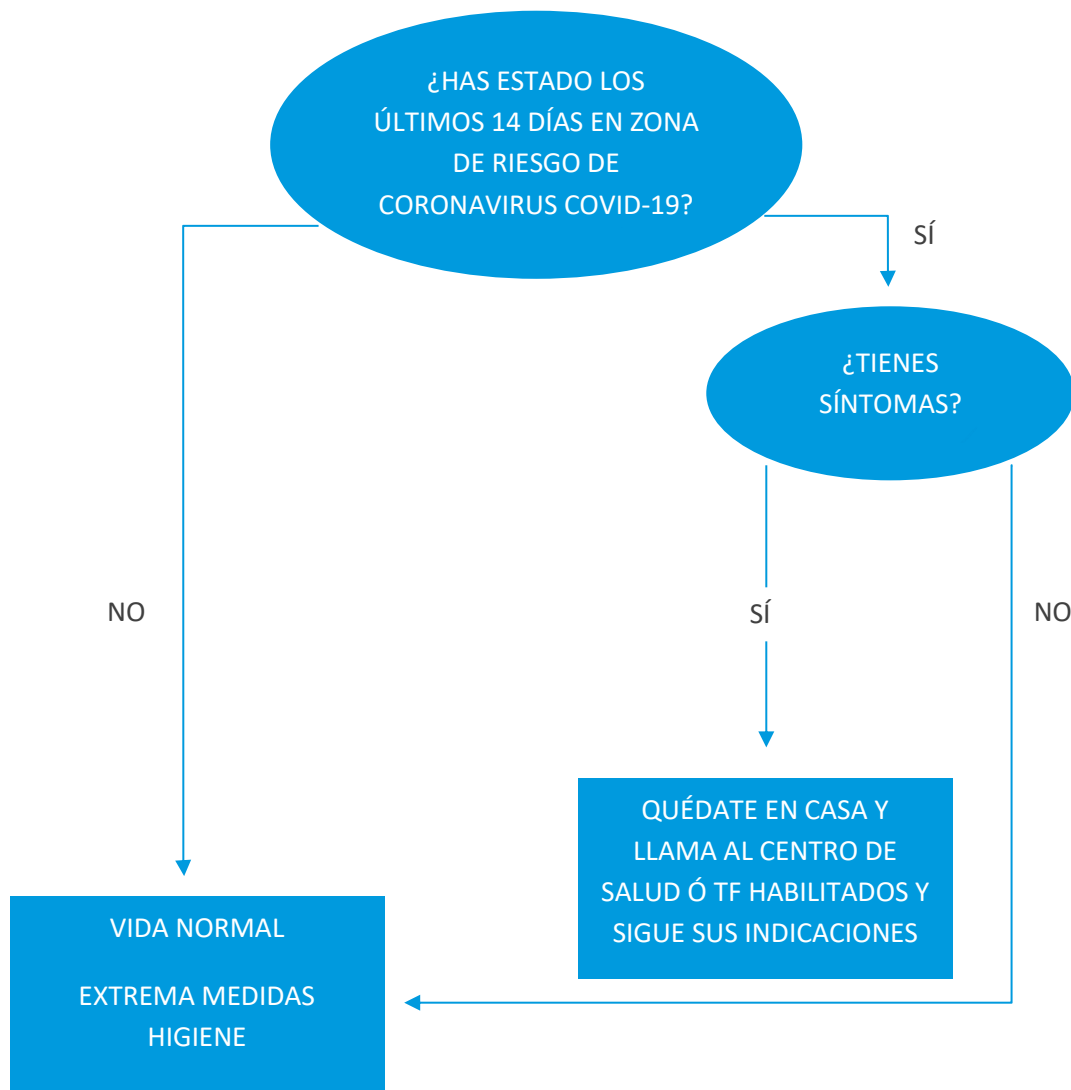 ¿HAS ESTADO LOS
ÚLTIMOS 14 DÍAS EN ZONA
DE RIESGO DE
CORONAVIRUS COVID-19?
SÍ
¿TIENES
SÍNTOMAS?
NO
SÍ
NO
QUÉDATE EN CASA Y
LLAMA AL CENTRO DE
SALUD Ó TF HABILITADOS Y
SIGUE SUS INDICACIONES
VIDA NORMAL
EXTREMA MEDIDAS
HIGIENE